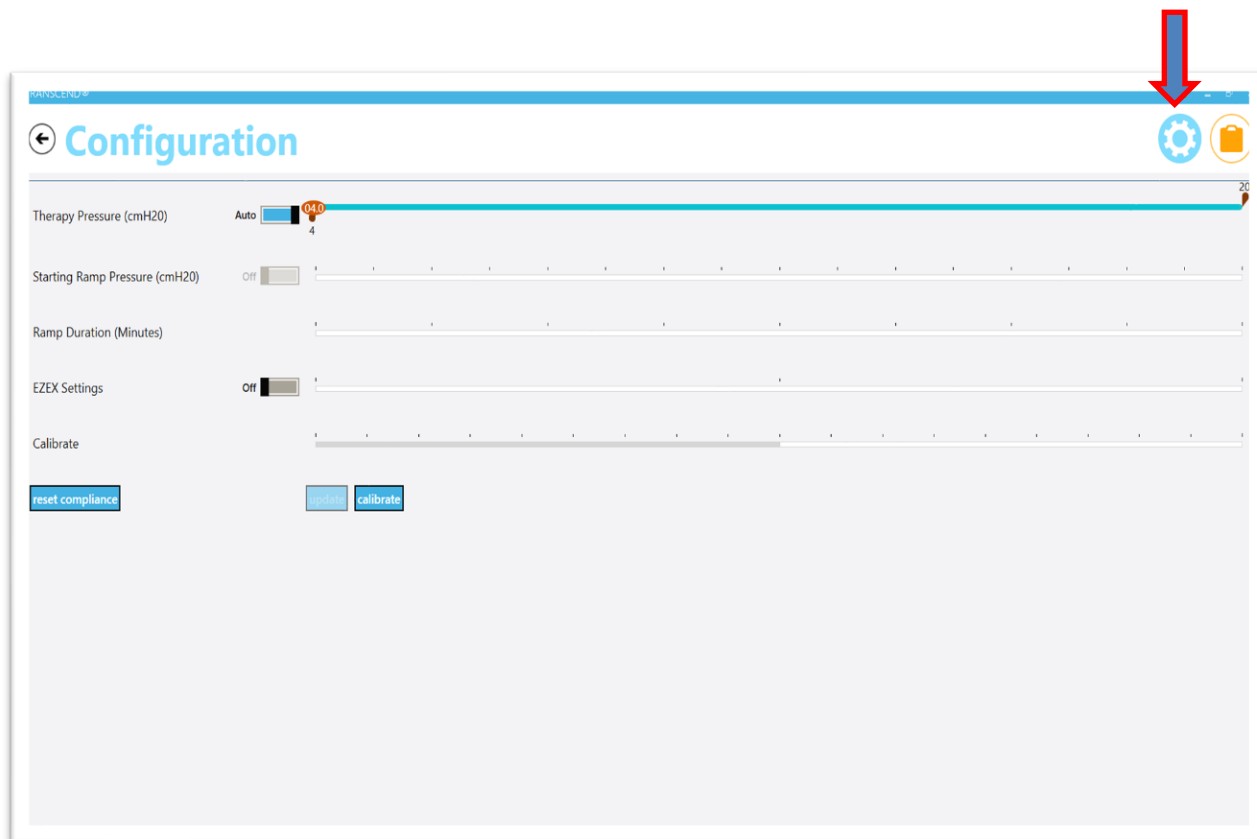 RANSCEND®
Configuration
20
Therapy Pressure (cmH20) Auto 04.0
4
Starting Ramp Pressure (cmH20) Off
Ramp Duration (Minutes)
EZEX Settings Off
Calibrate
reset compliance update calibrate